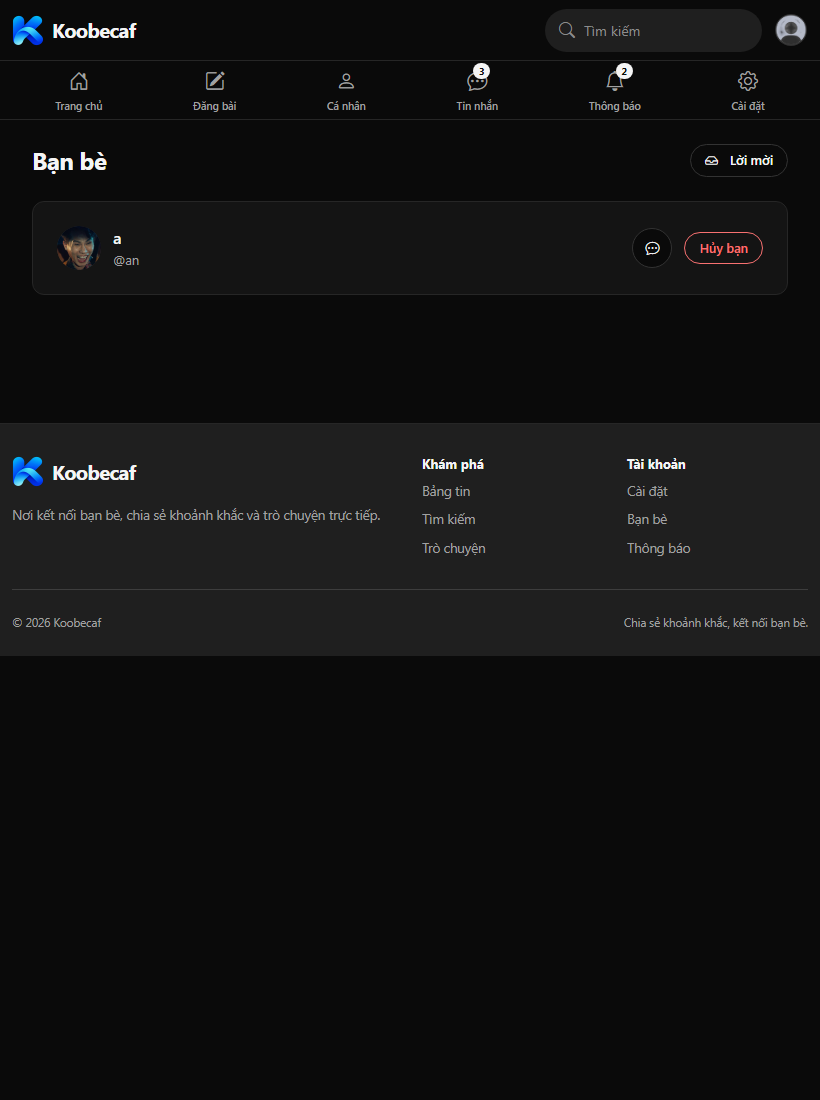 Koobecaf
Tìm kiếm
Trang chủ
Đăng bài
Cá nhân
3
Tin nhắn
2
Thông báo
Cài đặt
Bạn bè
Lời mời
a
@an
Hủy bạn
Koobecaf
Nơi kết nối bạn bè, chia sẻ khoảnh khắc và trò chuyện trực tiếp.
Khám phá
Bảng tin
Tìm kiếm
Trò chuyện
Tài khoản
Cài đặt
Bạn bè
Thông báo
© 2026 Koobecaf
Chia sẻ khoảnh khắc, kết nối bạn bè.